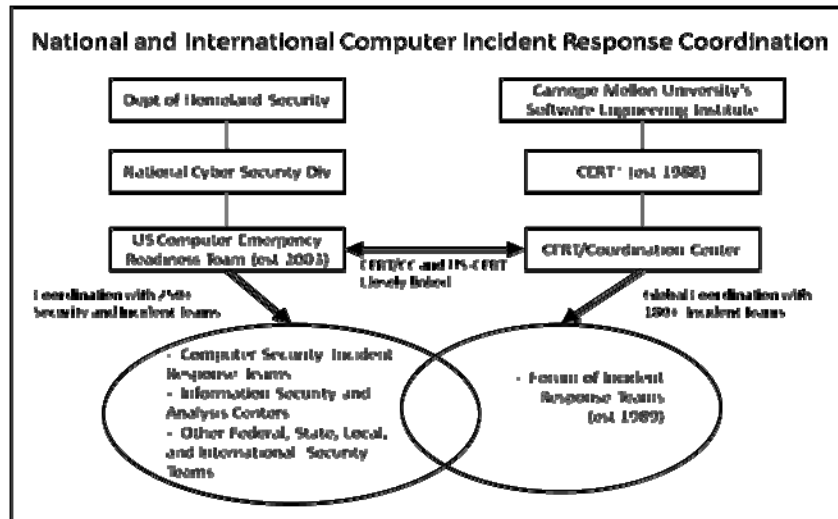 National and International Computer Incident Response Coordination
Dept of Homeland Security
Carnegie Mellon University's
Software Engineering Institute
National Cyber Security Div
CERT (est 1988)
US Computer Emergency
Readiness Team (est 2003)
CERT/Coordination Center
CERT/CC and US-CERT
Closely linked
Coordination with 250+
Security and Incident Teams
Global Coordination with
180+ Incident Teams
- Computer Security Incident
Response Teams
- Information Security and
Analysis Centers
- Other Federal, State, Local,
and International Security
Teams
- Forum of Incident
Response Teams
(est 1989)